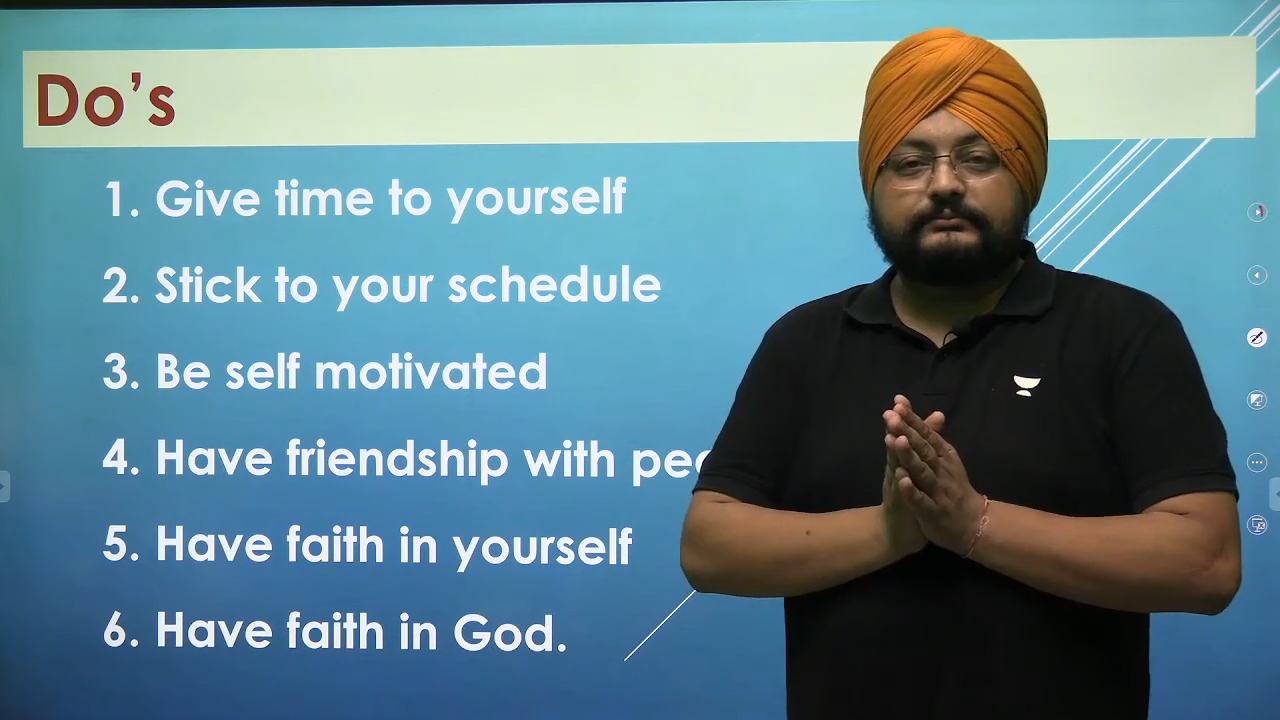 Do's
1. Give time to yourself
2. Stick to your schedule
3. Be self motivated
4. Have friendship with
5. Have faith in yourself
6. Have faith in God.